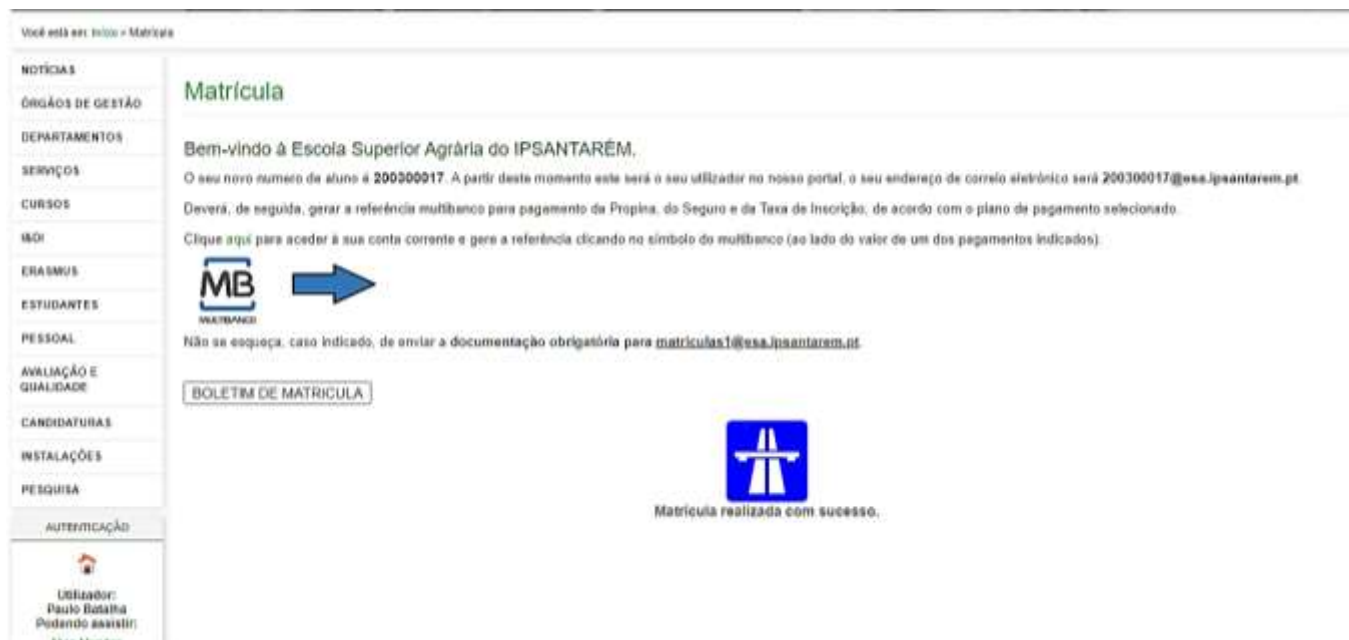 Você está em: Início > Matrícula
NOTÍCIAS
ÓRGÃOS DE GESTÃO
DEPARTAMENTOS
SERVIÇOS
CURSOS
I&DI
ERASMUS
ESTUDANTES
PESSOAL
AVALIAÇÃO E
QUALIDADE
CANDIDATURAS
INSTALAÇÕES
PESQUISA
AUTENTICAÇÃO
Utilizador:
Paulo Batalha
Podendo assistir:
Matrícula
Bem-vindo à Escola Superior Agrária do IPSANTARÉM.
O seu novo numero de aluno é 200300017. A partir deste momento este será o seu utilizador no nosso portal, o seu endereço de correio eletrónico será 200300017@esa.ipsantarem.pt.
Deverá, de seguida, gerar a referência multibanco para pagamento da Propina, do Seguro e da Taxa de Inscrição, de acordo com o plano de pagamento selecionado.
Clique aqui para aceder à sua conta corrente e gere a referência clicando no símbolo do multibanco (ao lado do valor de um dos pagamentos indicados):
MB
MULTIBANCO
Não se esqueça, caso indicado, de enviar a documentação obrigatória para matriculas1@esa.ipsantarem.pt.
BOLETIM DE MATRICULA
Matrícula realizada com sucesso.